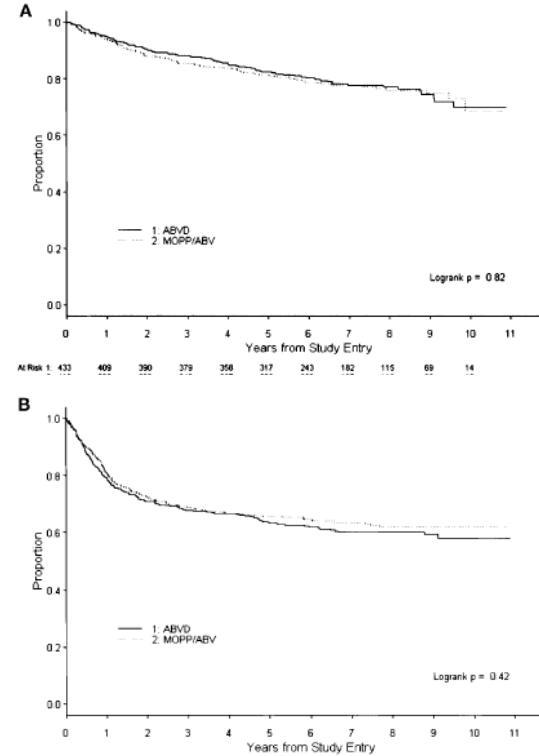 A
1.0
0.8
0.6
0.4
0.2
0.0
Proportion
1: ABVD
2: MOPP/ABV
Logrank p = 0.82
0 1 2 3 4 5 6 7 8 9 10 11
Years from Study Entry
At Risk 1: 433 409 390 379 358 317 243 182 115 69 14
B
1.0
0.8
0.6
0.4
0.2
0.0
Proportion
1: ABVD
2: MOPP/ABV
Logrank p = 0.42
0 1 2 3 4 5 6 7 8 9 10 11
Years from Study Entry